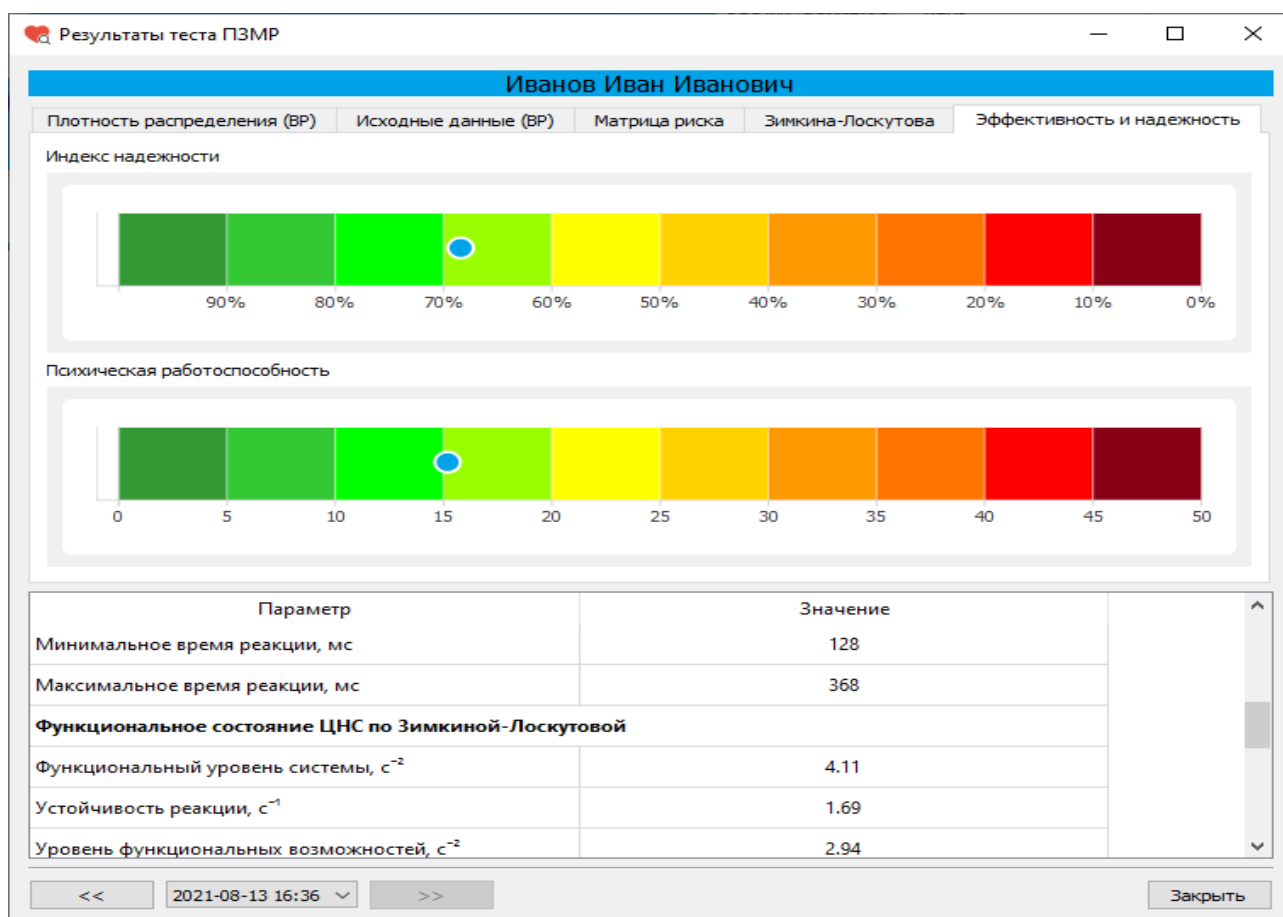 Результаты теста ПЗМР
Иванов Иван Иванович
Плотность распределения (ВР) Исходные данные (ВР) Матрица риска Зимкина-Лоскутова Эффективность и надежность
Индекс надежности
90% 80% 70% 60% 50% 40% 30% 20% 10% 0%
Психическая работоспособность
0 5 10 15 20 25 30 35 40 45 50
Параметр Значение
Минимальное время реакции, мс 128
Максимальное время реакции, мс 368
Функциональное состояние ЦНС по Зимкиной-Лоскутовой
Функциональный уровень системы, с⁻² 4.11
Устойчивость реакции, с⁻¹ 1.69
Уровень функциональных возможностей, с⁻² 2.94
<< 2021-08-13 16:36 >> Закрыть